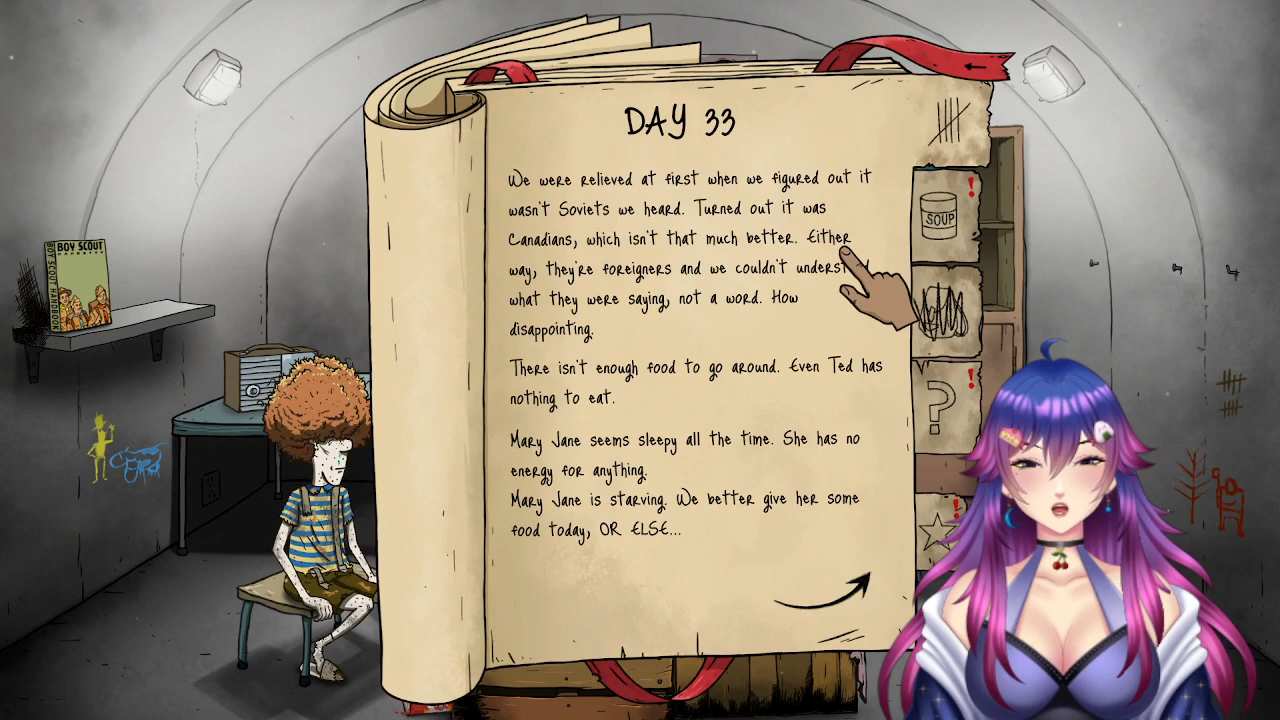 DAY 33
We were relieved at first when we figured out it
wasn't Soviets we heard. Turned out it was
Canadians, which isn't that much better. Either
way, they're foreigners and we couldn't
what they were saying, not a word. How
disappointing.
There isn't enough food to go around. Even Ted has
nothing to eat.
Mary Jane seems sleepy all the time. She has no
energy for anything.
Mary Jane is starving. We better give her some
food today, OR ELSE...
SOUP
!
?
!
!
BOY SCOUT
BOY SCOUT HANDBOOK